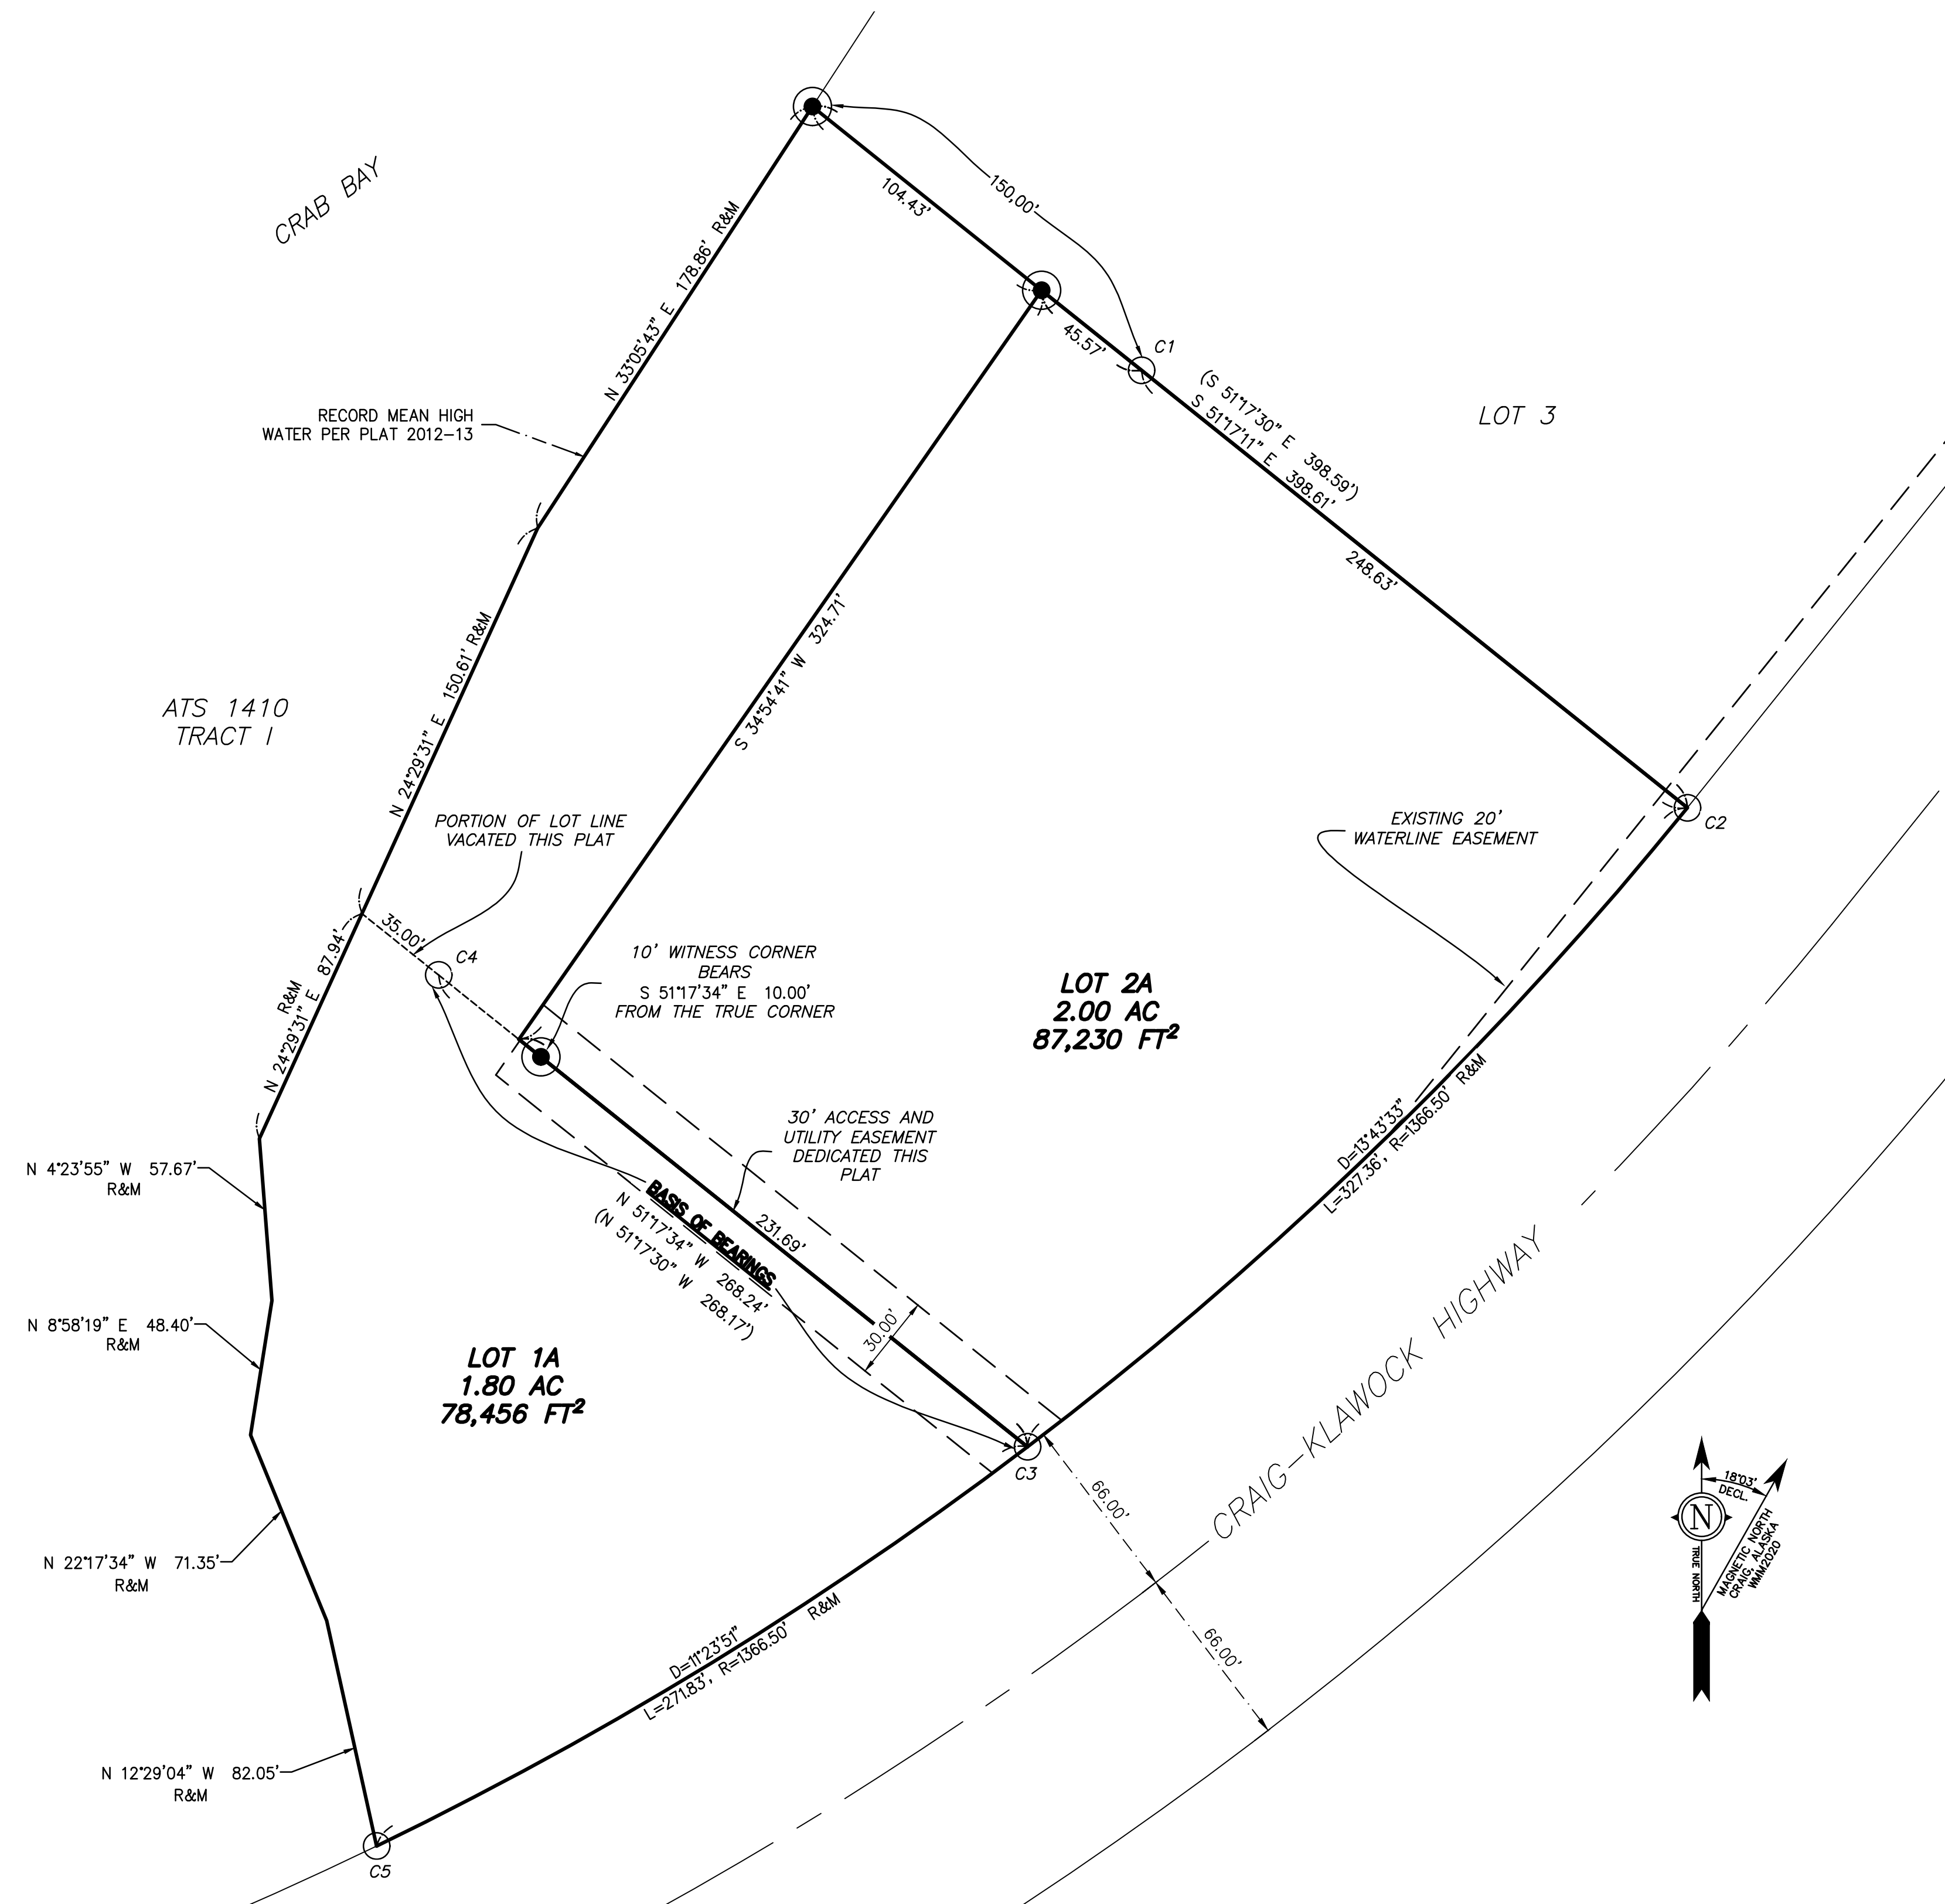 CRAB BAY
104.43'
150.00'
N 33°05'43" E 178.86' R&M
45.57'
C1
(S 51°17'30" E 398.59')
S 51°17'11" E 398.61'
LOT 3
RECORD MEAN HIGH
WATER PER PLAT 2012-13
248.63'
S 34°54'41" W 324.71'
N 24°29'31" E 150.61' R&M
ATS 1410
TRACT I
PORTION OF LOT LINE
VACATED THIS PLAT
EXISTING 20'
WATERLINE EASEMENT
C2
35.00'
C4
10' WITNESS CORNER
BEARS
S 51°17'34" E 10.00'
FROM THE TRUE CORNER
R&M
N 24°29'31" E 87.94'
LOT 2A
2.00 AC
87,230 FT²
30' ACCESS AND
UTILITY EASEMENT
DEDICATED THIS
PLAT
D=13°43'33"
L=327.36', R=1366.50' R&M
N 4°23'55" W 57.67'
R&M
BASIS OF BEARINGS
N 51°17'34" W 268.24'
(N 51°17'30" W 268.17')
231.69'
30.00'
N 8°58'19" E 48.40'
R&M
LOT 1A
1.80 AC
78,456 FT²
CRAIG-KLAWOCK HIGHWAY
C3
66.00'
66.00'
N 22°17'34" W 71.35'
R&M
D=11°23'51"
L=271.83', R=1366.50' R&M
N 12°29'04" W 82.05'
R&M
C5
18°03'
DECL.
N
TRUE NORTH
MAGNETIC NORTH
CRAIG, ALASKA
WMM2020